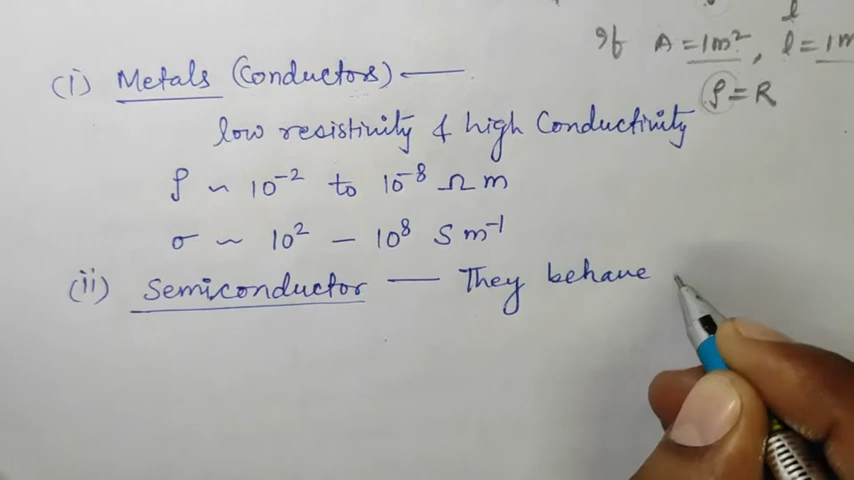 l
If A = 1m², l = 1m
ρ = R
(i) Metals (Conductors) —
low resistivity & high Conductivity
ρ ~ 10⁻² to 10⁻⁸ Ω m
σ ~ 10² – 10⁸ S m⁻¹
(ii) Semiconductor — They behave